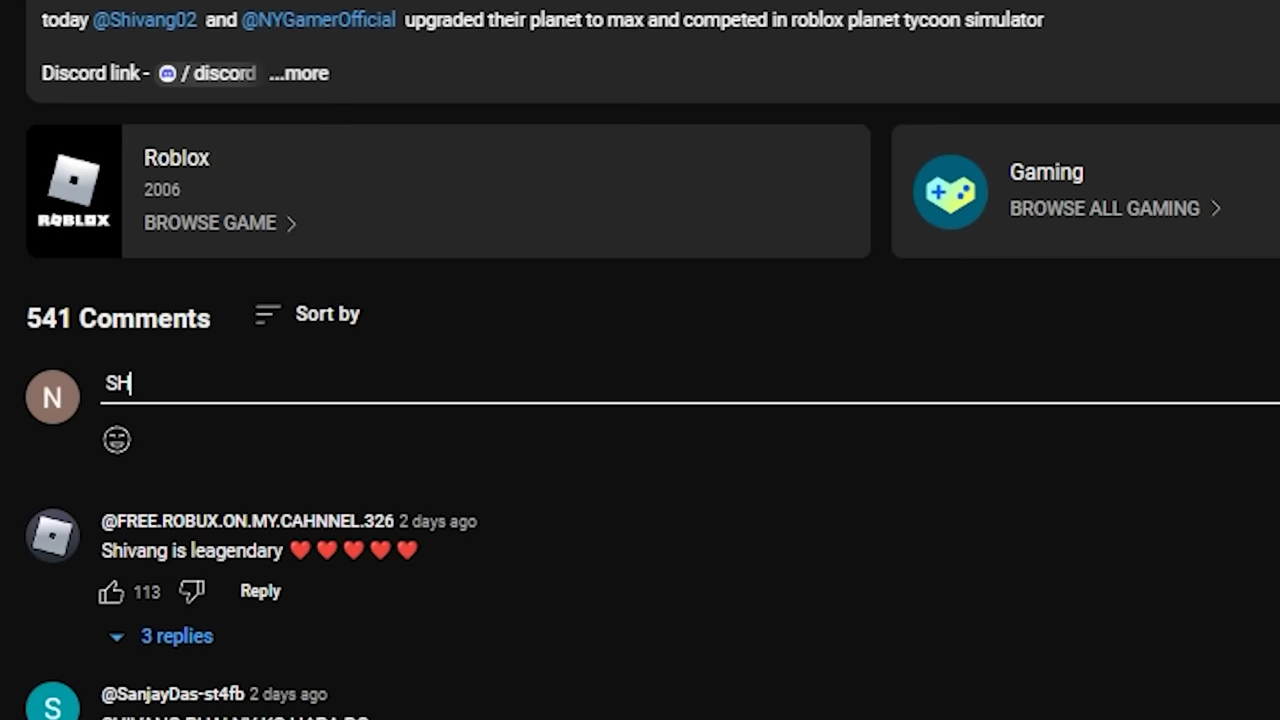 today @Shivang02 and @NYGamerOfficial upgraded their planet to max and competed in roblox planet tycoon simulator
Discord link - / discord ...more
Roblox
2006
BROWSE GAME
ROBLOX
Gaming
BROWSE ALL GAMING
541 Comments
Sort by
N
SH
@FREE.ROBUX.ON.MY.CAHNNEL.326 2 days ago
Shivang is leagendary ❤️❤️❤️❤️❤️
113
Reply
3 replies
S
@SanjayDas-st4fb 2 days ago